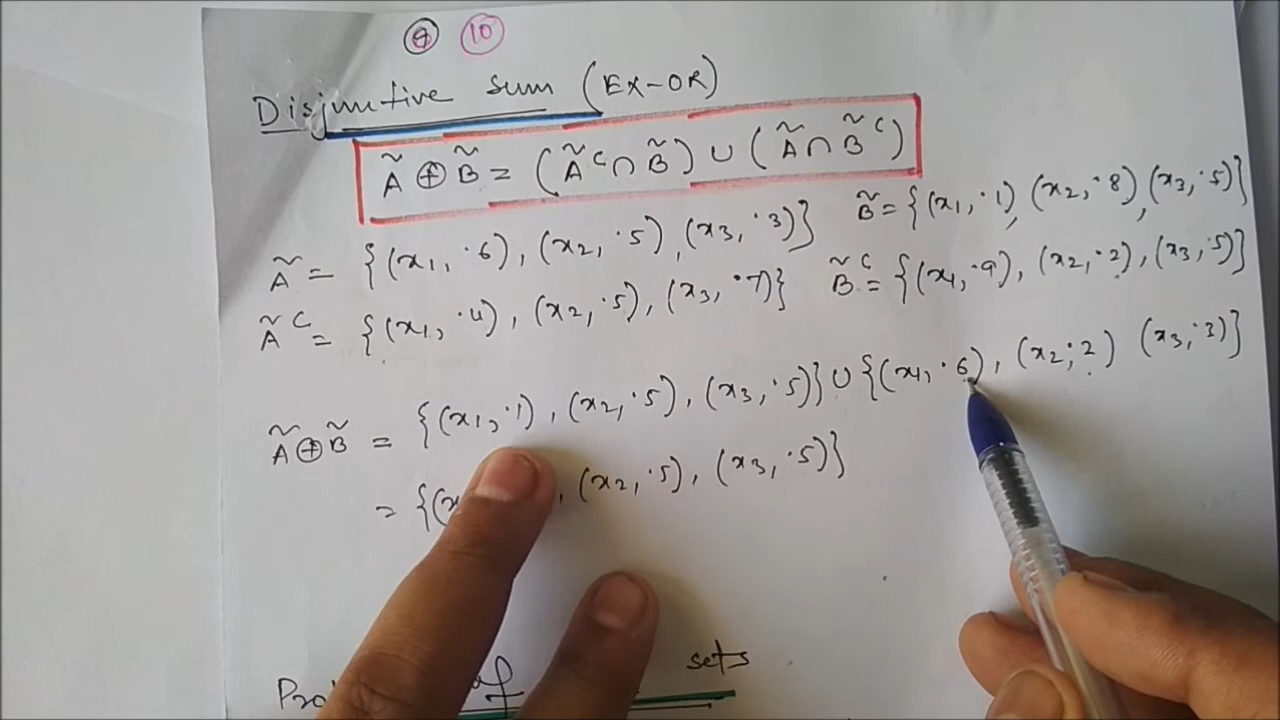 9 10
Disjunctive sum (EX-OR)
Ã ⊕ B̃ = (Ã^C ∩ B̃) ∪ (Ã ∩ B̃^C)
Ã = {(x1, ·6), (x2, ·5), (x3, ·3)} B̃ = {(x1, ·1), (x2, ·8), (x3, ·5)}
Ã^C = {(x1, ·4), (x2, ·5), (x3, ·7)} B̃^C = {(x1, ·9), (x2, ·2), (x3, ·5)}
Ã ⊕ B̃ = {(x1, ·1), (x2, ·5), (x3, ·5)} ∪ {(x1, ·6), (x2, ·2) (x3, ·3)}
= {(x , (x2, ·5), (x3, ·5)}
sets